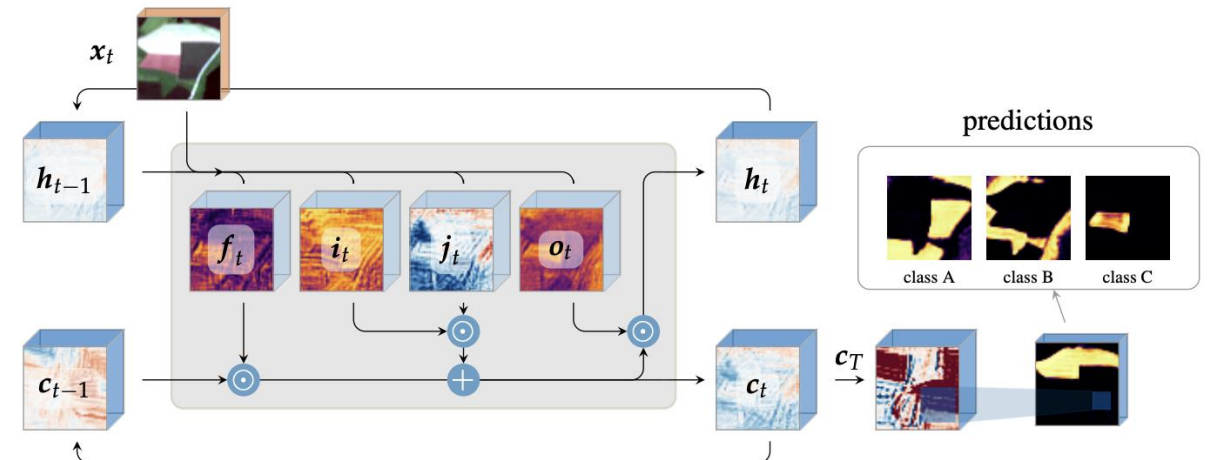 x_t
predictions
h_{t−1}
h_t
f_t
i_t
j_t
o_t
class A
class B
class C
c_{t−1}
c_t
c_T